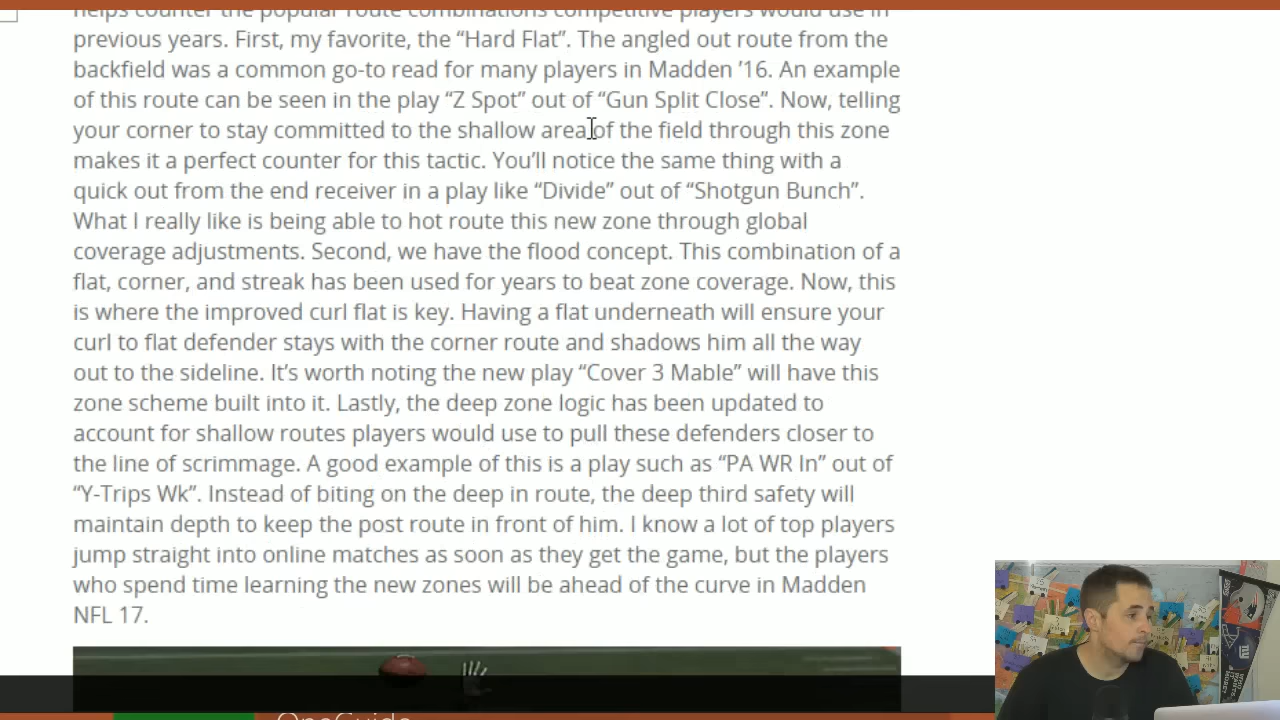 helps counter the popular route combinations competitive players would use in
previous years. First, my favorite, the “Hard Flat”. The angled out route from the
backfield was a common go-to read for many players in Madden ’16. An example
of this route can be seen in the play “Z Spot” out of “Gun Split Close”. Now, telling
your corner to stay committed to the shallow area of the field through this zone
makes it a perfect counter for this tactic. You’ll notice the same thing with a
quick out from the end receiver in a play like “Divide” out of “Shotgun Bunch”.
What I really like is being able to hot route this new zone through global
coverage adjustments. Second, we have the flood concept. This combination of a
flat, corner, and streak has been used for years to beat zone coverage. Now, this
is where the improved curl flat is key. Having a flat underneath will ensure your
curl to flat defender stays with the corner route and shadows him all the way
out to the sideline. It’s worth noting the new play “Cover 3 Mable” will have this
zone scheme built into it. Lastly, the deep zone logic has been updated to
account for shallow routes players would use to pull these defenders closer to
the line of scrimmage. A good example of this is a play such as “PA WR In” out of
“Y-Trips Wk”. Instead of biting on the deep in route, the deep third safety will
maintain depth to keep the post route in front of him. I know a lot of top players
jump straight into online matches as soon as they get the game, but the players
who spend time learning the new zones will be ahead of the curve in Madden
NFL 17.
OneGuide